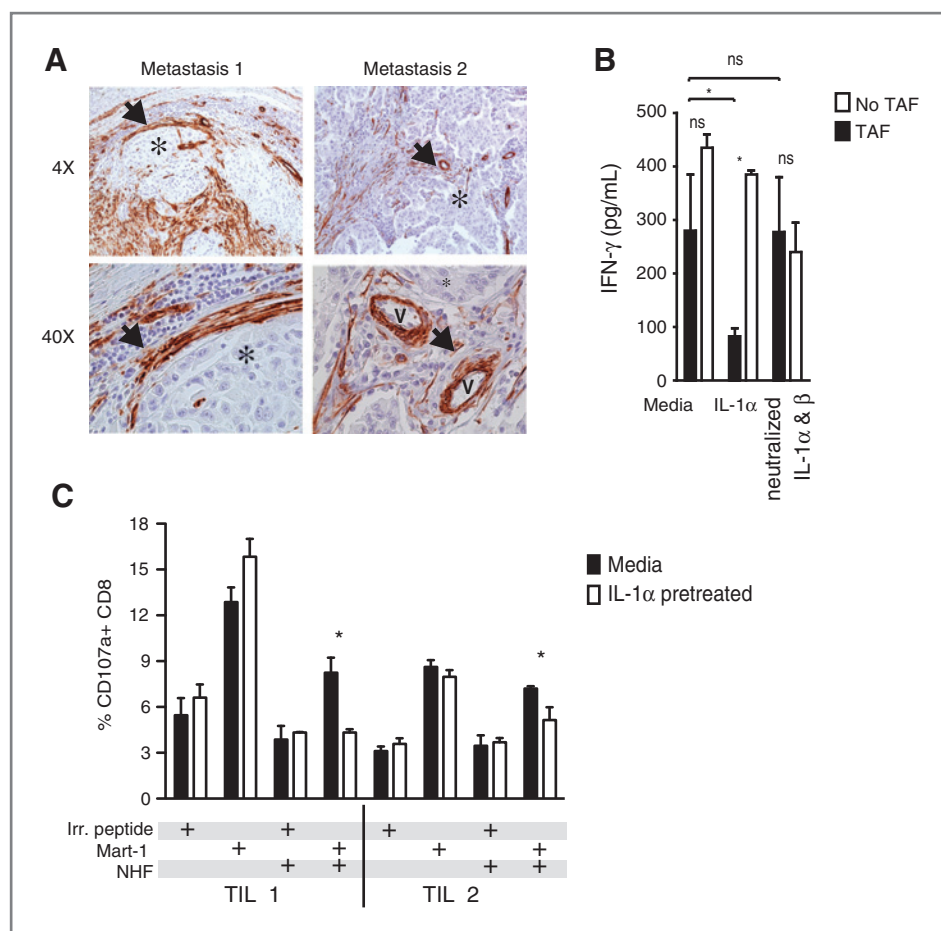 A
Metastasis 1
Metastasis 2
4X
*
*
40X
*
*
V
V
B
ns
*
No TAF
TAF
500
400
300
200
100
0
IFN-γ (pg/mL)
ns
*
ns
Media
IL-1α
neutralized
IL-1α & β
C
18
15
12
9
6
3
0
% CD107a+ CD8
*
*
Media
IL-1α pretreated
Irr. peptide + + + +
Mart-1 + + + +
NHF + + + +
TIL 1
TIL 2